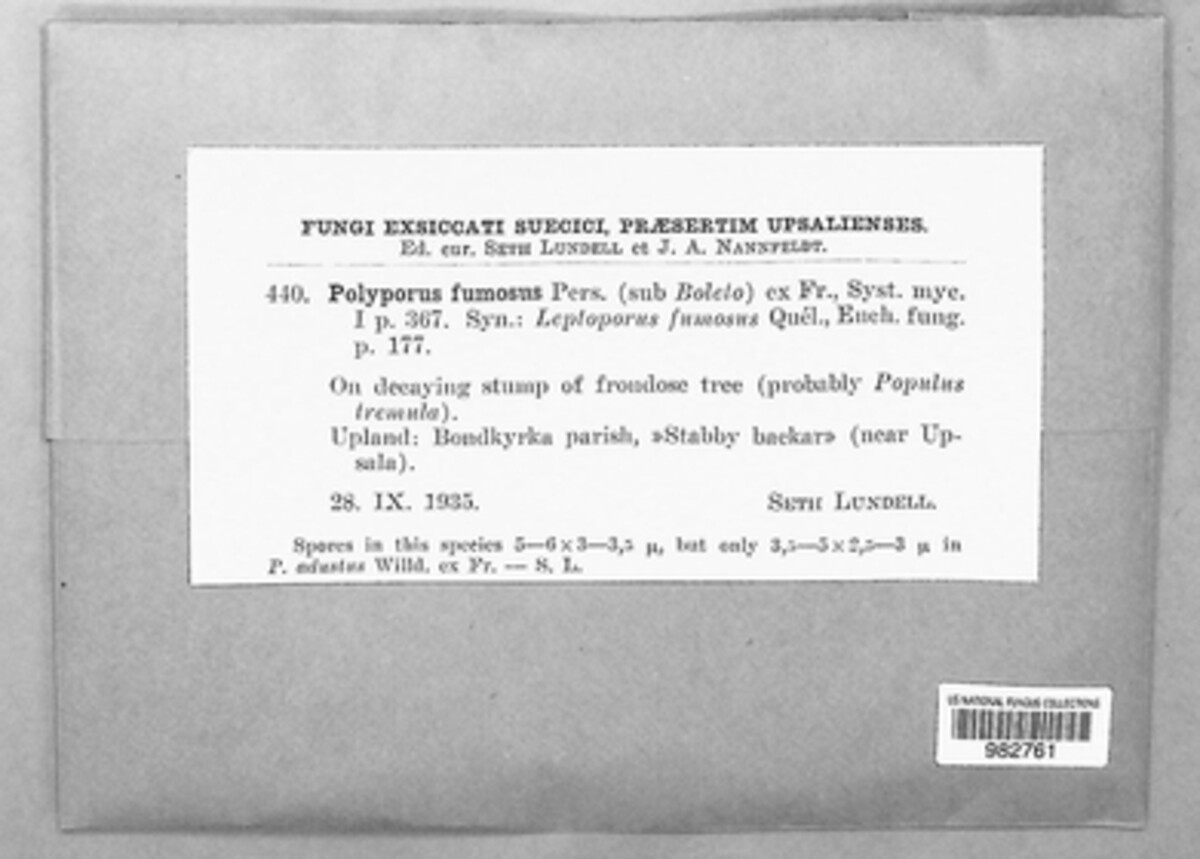 FUNGI EXSICCATI SUECICI, PRÆSERTIM UPSALIENSES.
Ed. cur. SETH LUNDELL et J. A. NANNFELDT.
440. Polyporus fumosus Pers. (sub Boleto) ex Fr., Syst. myc.
I p. 367. Syn.: Leptoporus fumosus Quél., Ench. fung.
p. 177.
On decaying stump of frondose tree (probably Populus
tremula).
Upland: Bondkyrka parish, »Stabby backar» (near Up-
sala).
28. IX. 1935. SETH LUNDELL.
Spores in this species 5—6×3—3,5 µ, but only 3,5—5×2,5—3 µ in
P. adustus Willd. ex Fr. — S. L.
US NATIONAL FUNGUS COLLECTIONS
982761